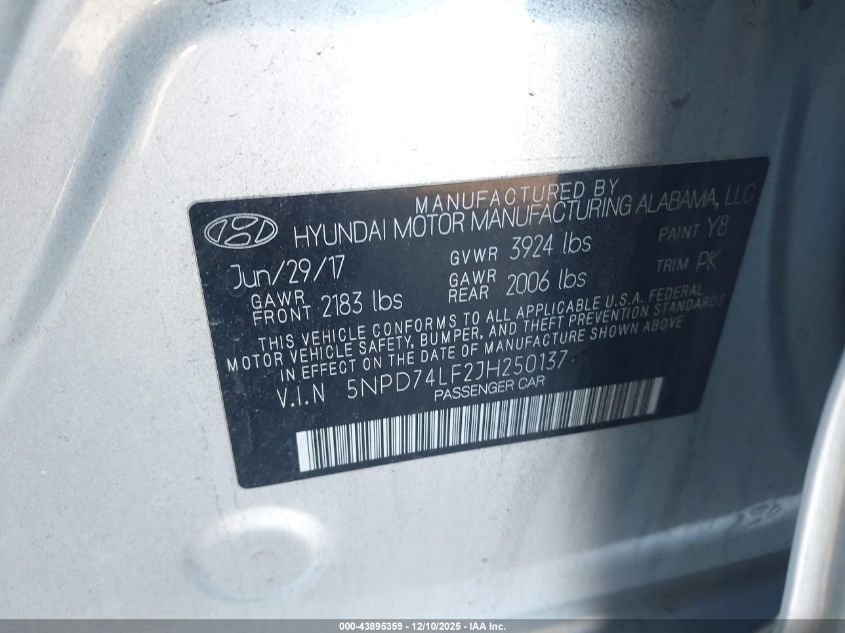 MANUFACTURED BY
HYUNDAI MOTOR MANUFACTURING ALABAMA, LLC
Jun/29/17 GVWR 3924 lbs PAINT Y8
GAWR FRONT 2183 lbs GAWR REAR 2006 lbs TRIM PK
THIS VEHICLE CONFORMS TO ALL APPLICABLE U.S.A. FEDERAL
MOTOR VEHICLE SAFETY, BUMPER, AND THEFT PREVENTION STANDARDS
IN EFFECT ON THE DATE OF MANUFACTURE SHOWN ABOVE
V.I.N 5NPD74LF2JH250137
PASSENGER CAR
000-43895359 - 12/10/2025 - IAA Inc.